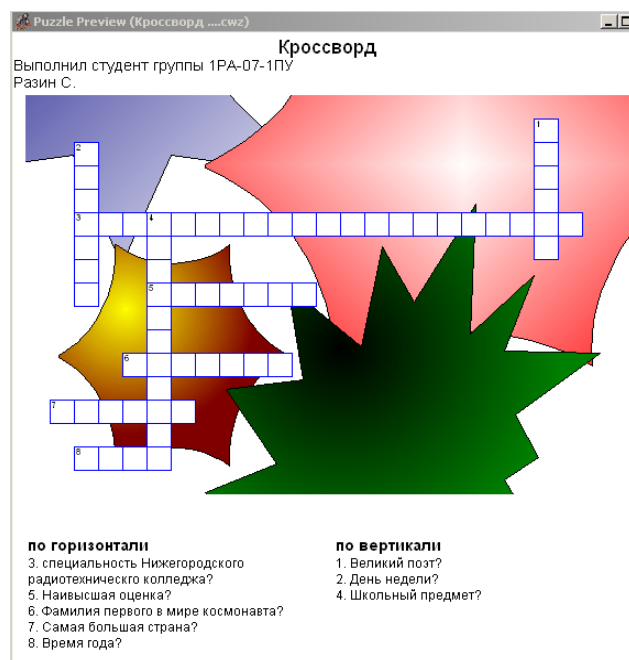 Puzzle Preview (Кроссворд ....cwz)
Кроссворд
Выполнил студент группы 1РА-07-1ПУ
Разин С.
1
2
3
4
5
6
7
8
по горизонтали
3. специальность Нижегородского
радиотехническго колледжа?
5. Наивысшая оценка?
6. Фамилия первого в мире космонавта?
7. Самая большая страна?
8. Время года?
по вертикали
1. Великий поэт?
2. День недели?
4. Школьный предмет?